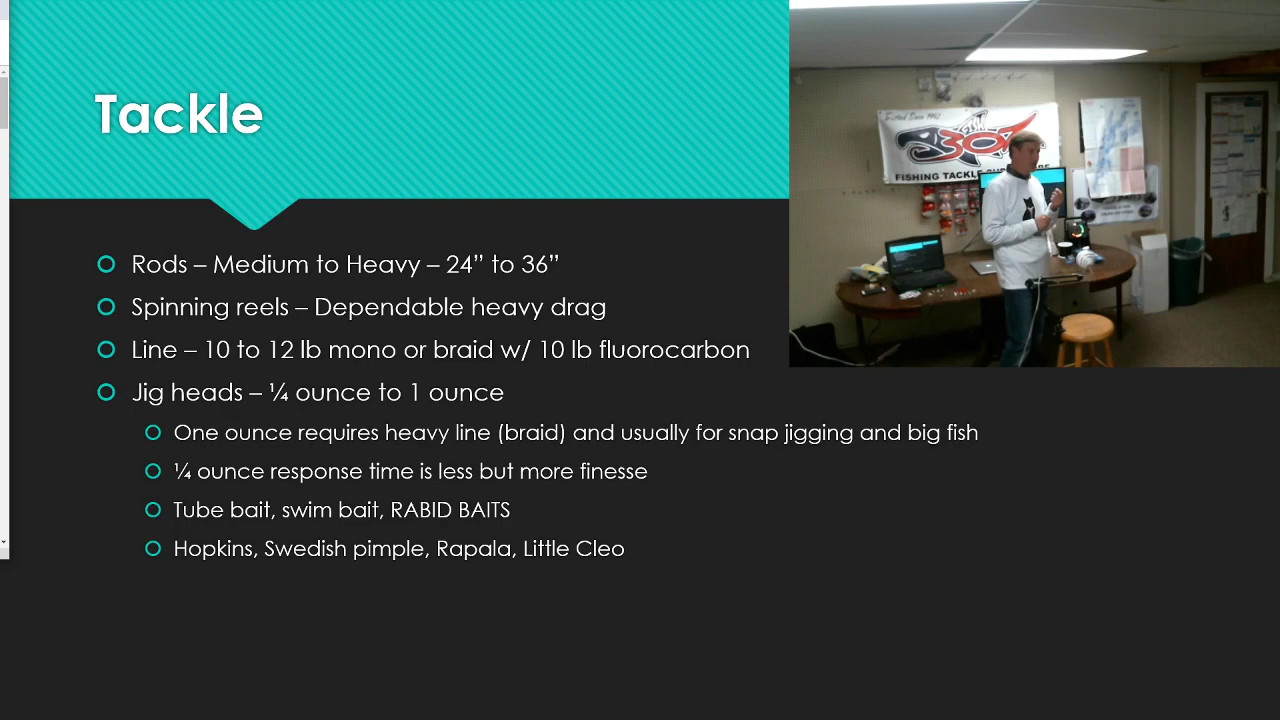 Tackle
Rods – Medium to Heavy – 24” to 36”
Spinning reels – Dependable heavy drag
Line – 10 to 12 lb mono or braid w/ 10 lb fluorocarbon
Jig heads – ¼ ounce to 1 ounce
One ounce requires heavy line (braid) and usually for snap jigging and big fish
¼ ounce response time is less but more finesse
Tube bait, swim bait, RABID BAITS
Hopkins, Swedish pimple, Rapala, Little Cleo
FISH
307
FISHING TACKLE